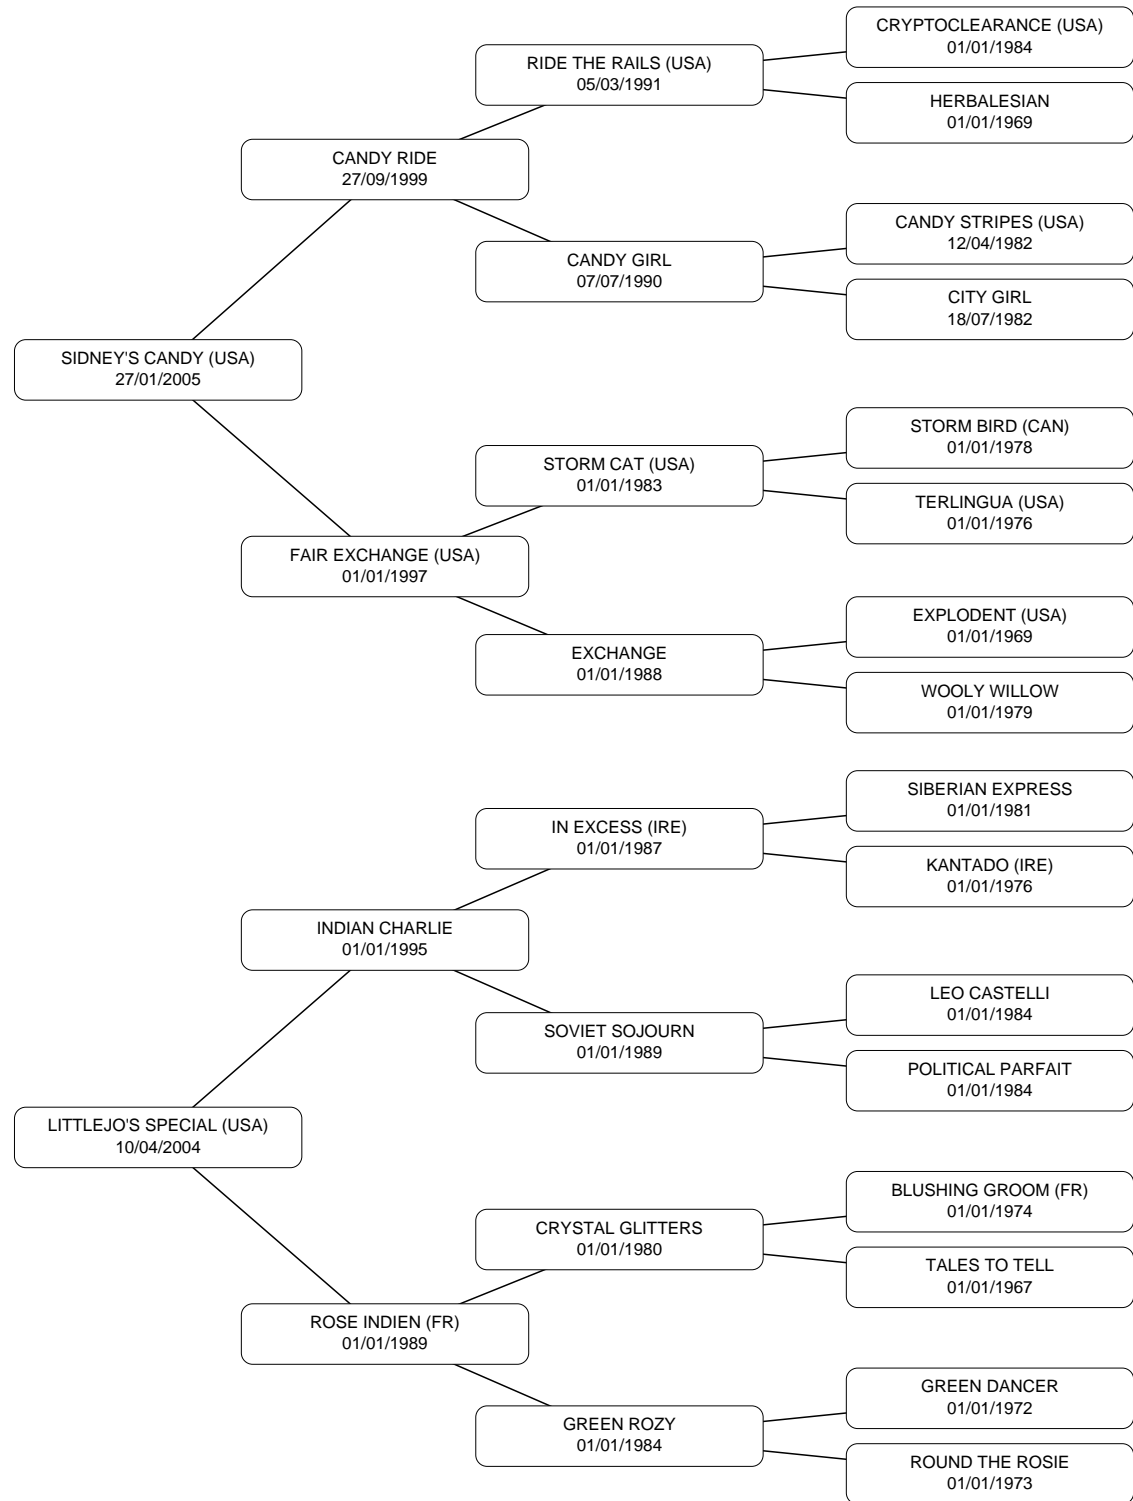 CRYPTOCLEARANCE (USA)
01/01/1984
RIDE THE RAILS (USA)
05/03/1991
HERBALESIAN
01/01/1969
CANDY RIDE
27/09/1999
CANDY STRIPES (USA)
12/04/1982
CANDY GIRL
07/07/1990
CITY GIRL
18/07/1982
SIDNEY'S CANDY (USA)
27/01/2005
STORM BIRD (CAN)
01/01/1978
STORM CAT (USA)
01/01/1983
TERLINGUA (USA)
01/01/1976
FAIR EXCHANGE (USA)
01/01/1997
EXPLODENT (USA)
01/01/1969
EXCHANGE
01/01/1988
WOOLY WILLOW
01/01/1979
SIBERIAN EXPRESS
01/01/1981
IN EXCESS (IRE)
01/01/1987
KANTADO (IRE)
01/01/1976
INDIAN CHARLIE
01/01/1995
LEO CASTELLI
01/01/1984
SOVIET SOJOURN
01/01/1989
POLITICAL PARFAIT
01/01/1984
LITTLEJO'S SPECIAL (USA)
10/04/2004
BLUSHING GROOM (FR)
01/01/1974
CRYSTAL GLITTERS
01/01/1980
TALES TO TELL
01/01/1967
ROSE INDIEN (FR)
01/01/1989
GREEN DANCER
01/01/1972
GREEN ROZY
01/01/1984
ROUND THE ROSIE
01/01/1973